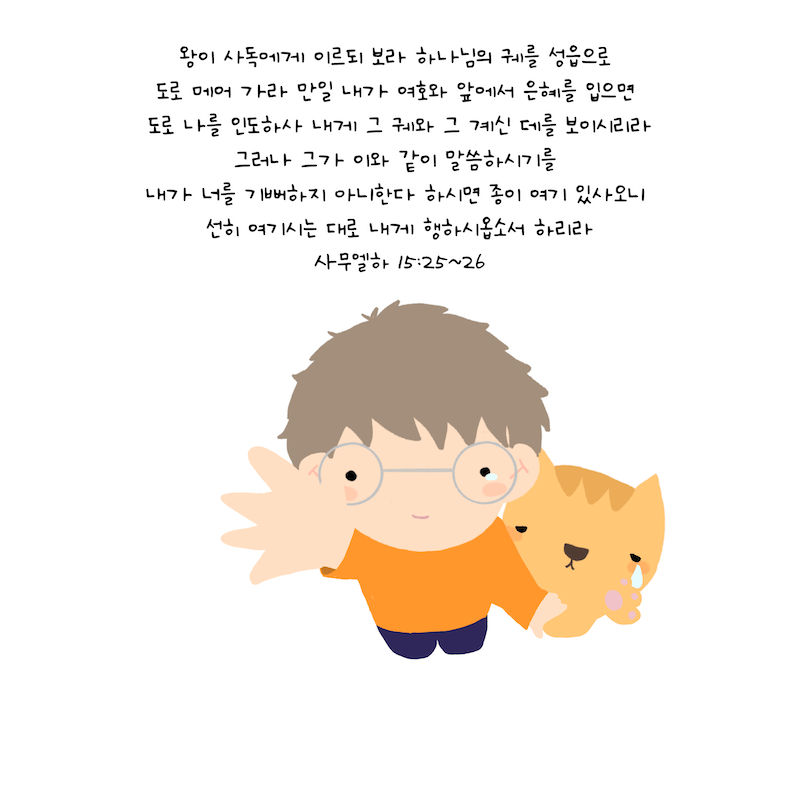 왕이 사독에게 이르되 보라 하나님의 궤를 성읍으로
도로 메어 가라 만일 내가 여호와 앞에서 은혜를 입으면
도로 나를 인도하사 내게 그 궤와 그 계신 데를 보이시리라
그러나 그가 이와 같이 말씀하시기를
내가 너를 기뻐하지 아니한다 하시면 종이 여기 있사오니
선히 여기시는 대로 내게 행하시옵소서 하리라
사무엘하 15:25~26